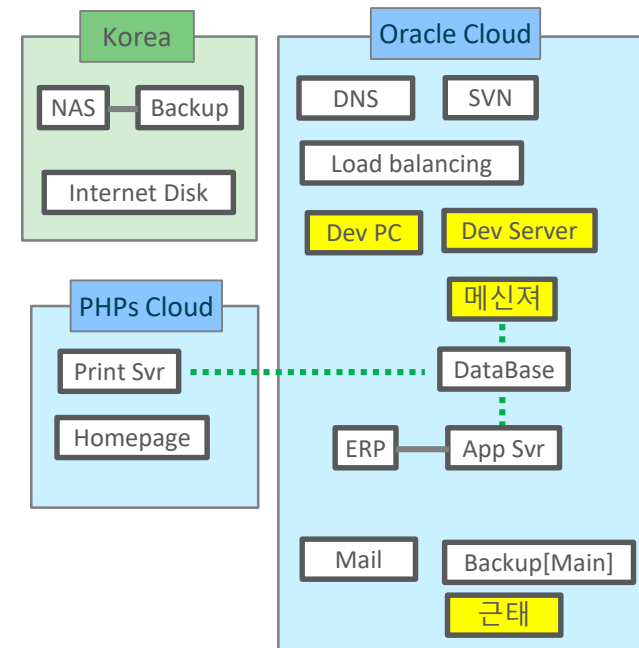 Korea
NAS
Backup
Internet Disk
PHPs Cloud
Print Svr
Homepage
Oracle Cloud
DNS
SVN
Load balancing
Dev PC
Dev Server
메신져
DataBase
ERP
App Svr
Mail
Backup[Main]
근태